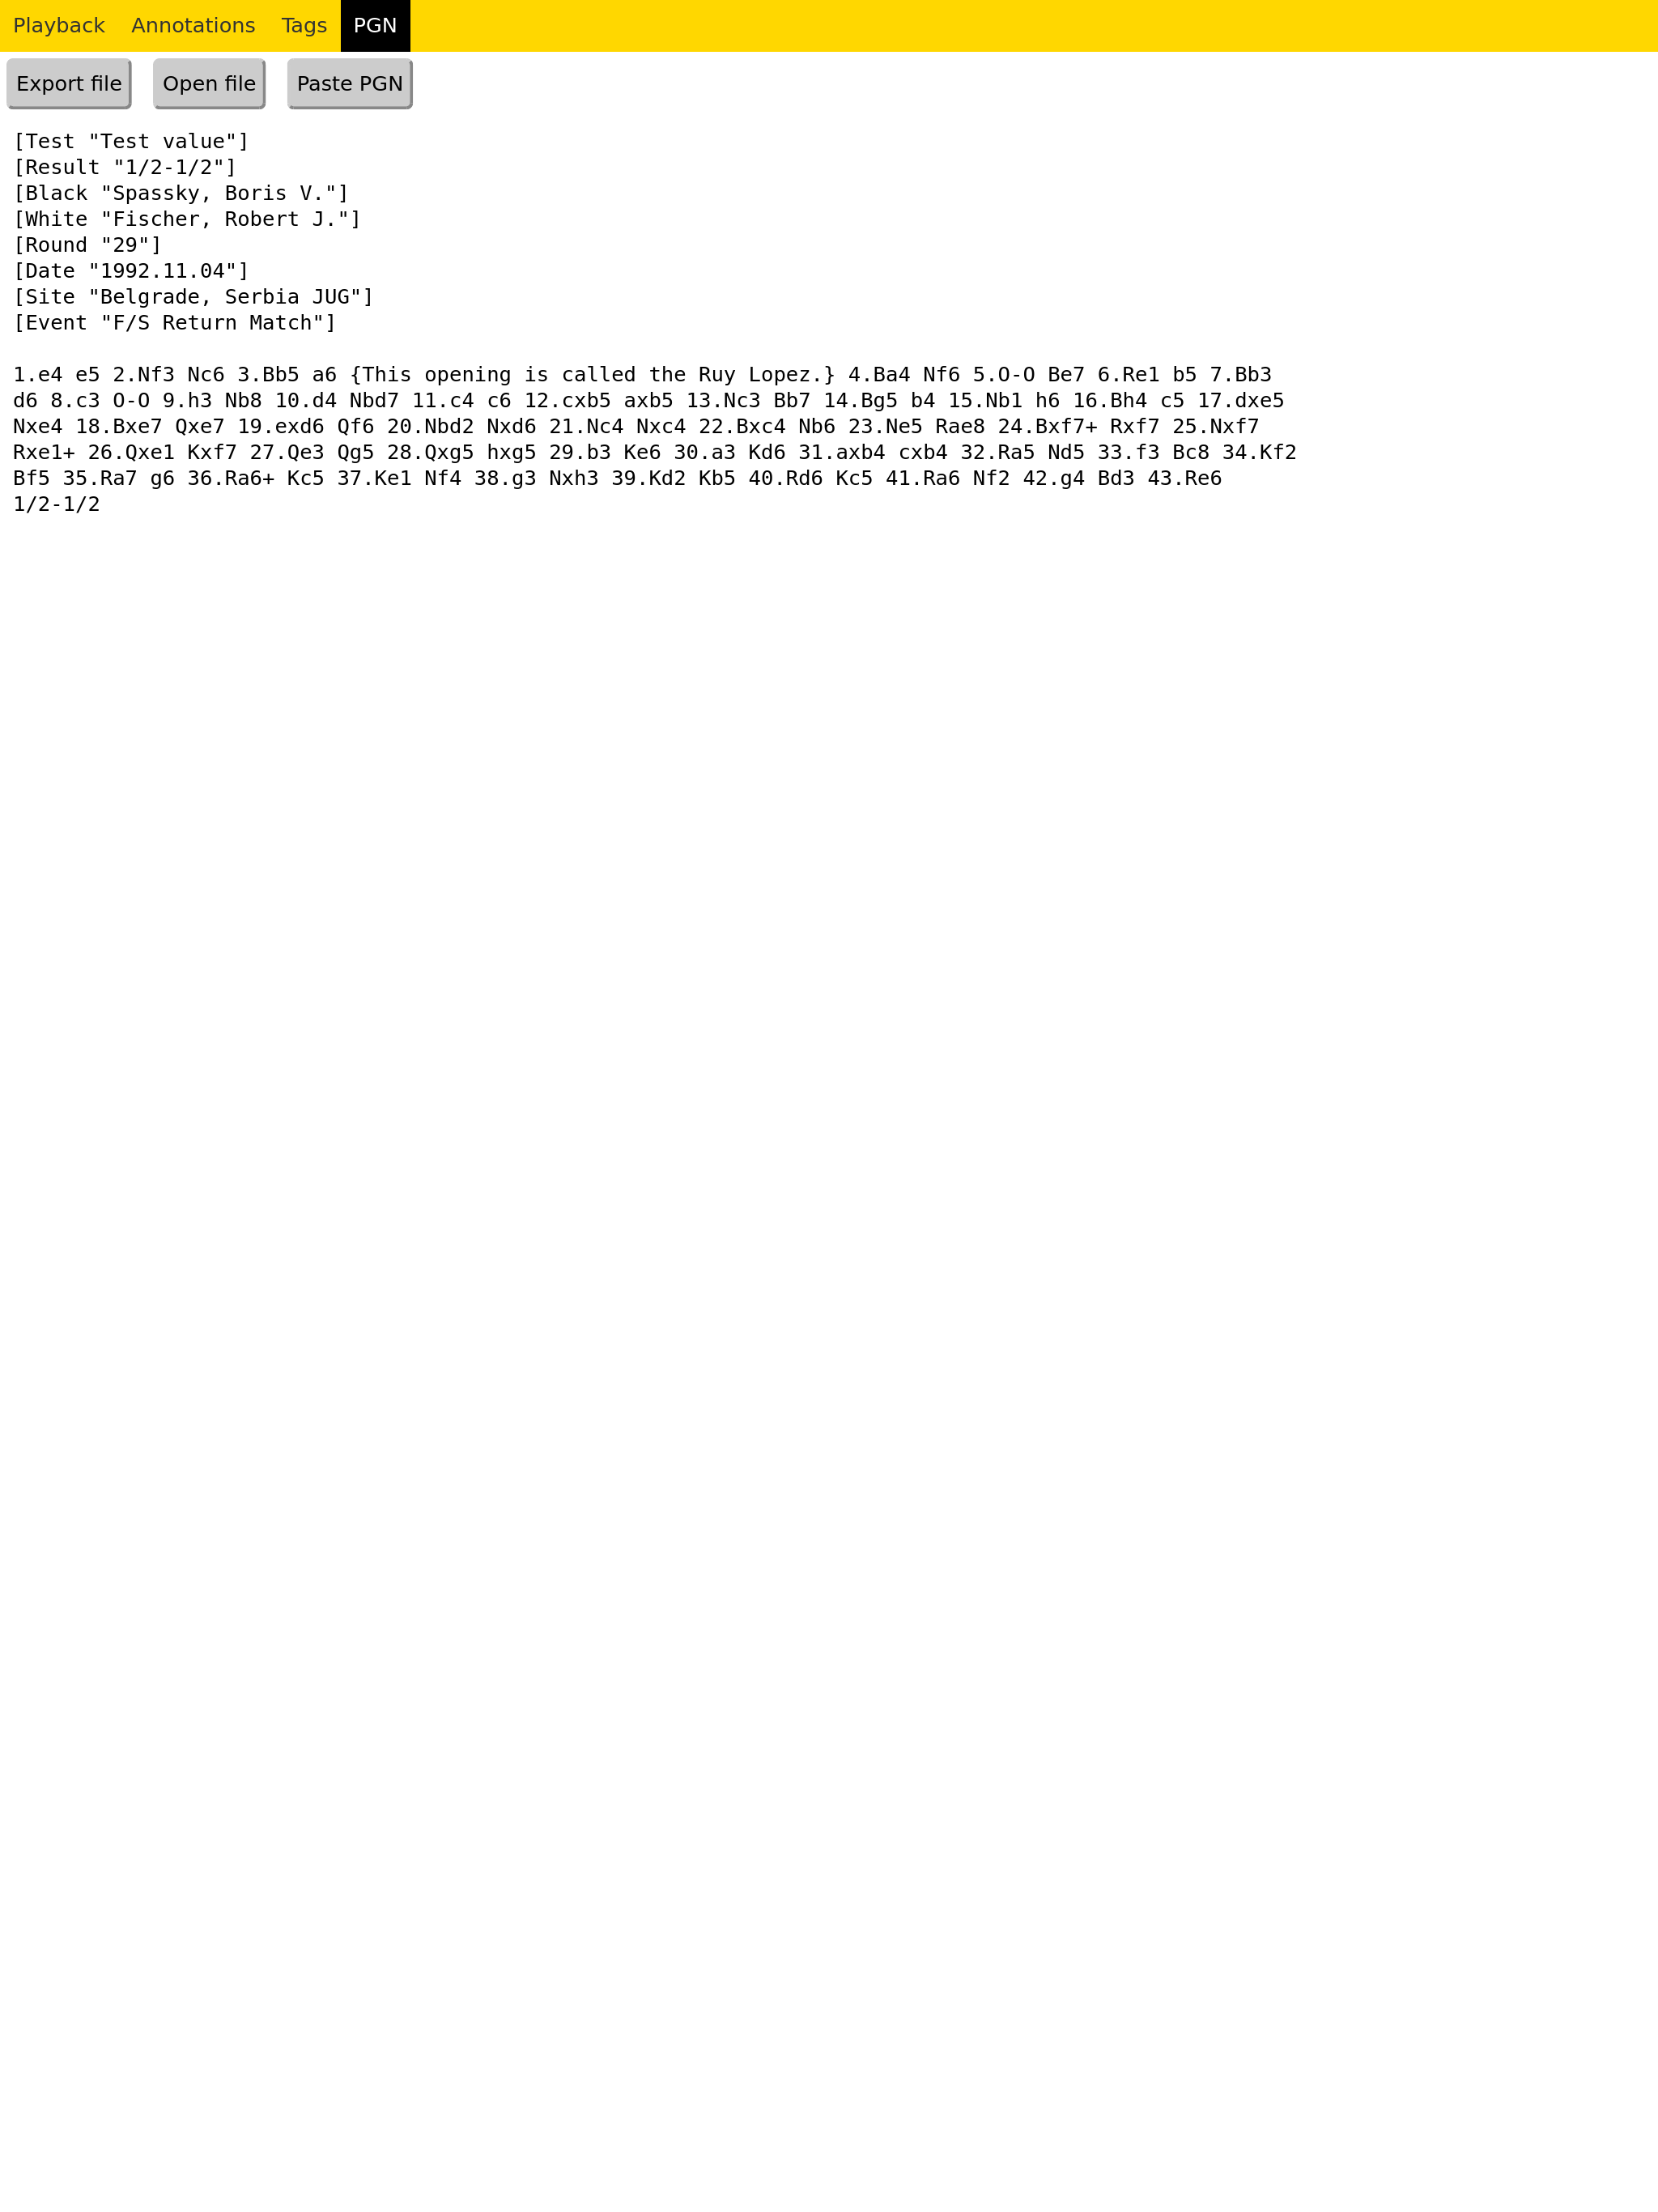 Playback Annotations Tags PGN
Export file Open file Paste PGN
[Test "Test value"]
[Result "1/2-1/2"]
[Black "Spassky, Boris V."]
[White "Fischer, Robert J."]
[Round "29"]
[Date "1992.11.04"]
[Site "Belgrade, Serbia JUG"]
[Event "F/S Return Match"]
1.e4 e5 2.Nf3 Nc6 3.Bb5 a6 {This opening is called the Ruy Lopez.} 4.Ba4 Nf6 5.O-O Be7 6.Re1 b5 7.Bb3
d6 8.c3 O-O 9.h3 Nb8 10.d4 Nbd7 11.c4 c6 12.cxb5 axb5 13.Nc3 Bb7 14.Bg5 b4 15.Nb1 h6 16.Bh4 c5 17.dxe5
Nxe4 18.Bxe7 Qxe7 19.exd6 Qf6 20.Nbd2 Nxd6 21.Nc4 Nxc4 22.Bxc4 Nb6 23.Ne5 Rae8 24.Bxf7+ Rxf7 25.Nxf7
Rxe1+ 26.Qxe1 Kxf7 27.Qe3 Qg5 28.Qxg5 hxg5 29.b3 Ke6 30.a3 Kd6 31.axb4 cxb4 32.Ra5 Nd5 33.f3 Bc8 34.Kf2
Bf5 35.Ra7 g6 36.Ra6+ Kc5 37.Ke1 Nf4 38.g3 Nxh3 39.Kd2 Kb5 40.Rd6 Kc5 41.Ra6 Nf2 42.g4 Bd3 43.Re6
1/2-1/2